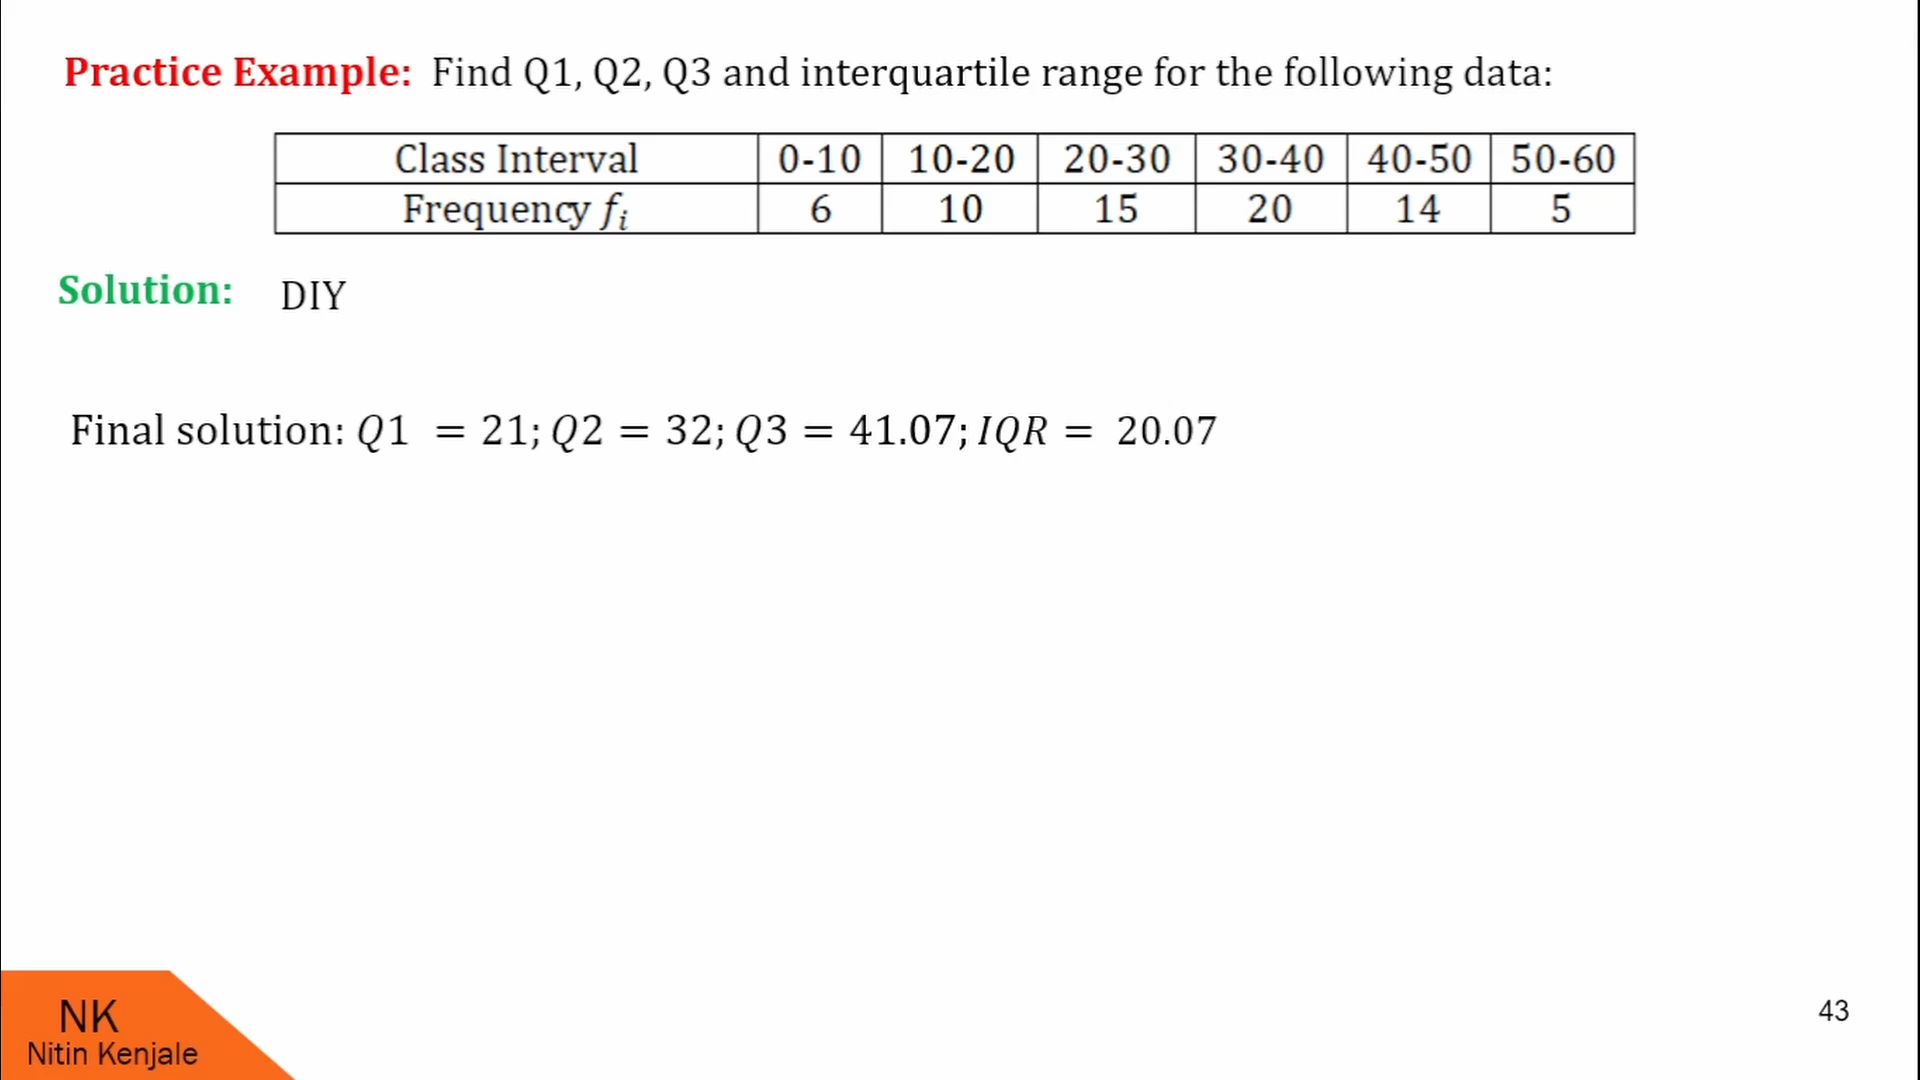 Practice Example: Find Q1, Q2, Q3 and interquartile range for the following data:
Class Interval 0-10 10-20 20-30 30-40 40-50 50-60
Frequency fᵢ 6 10 15 20 14 5
Solution: DIY
Final solution: Q1 = 21; Q2 = 32; Q3 = 41.07; IQR = 20.07
NK
Nitin Kenjale
43